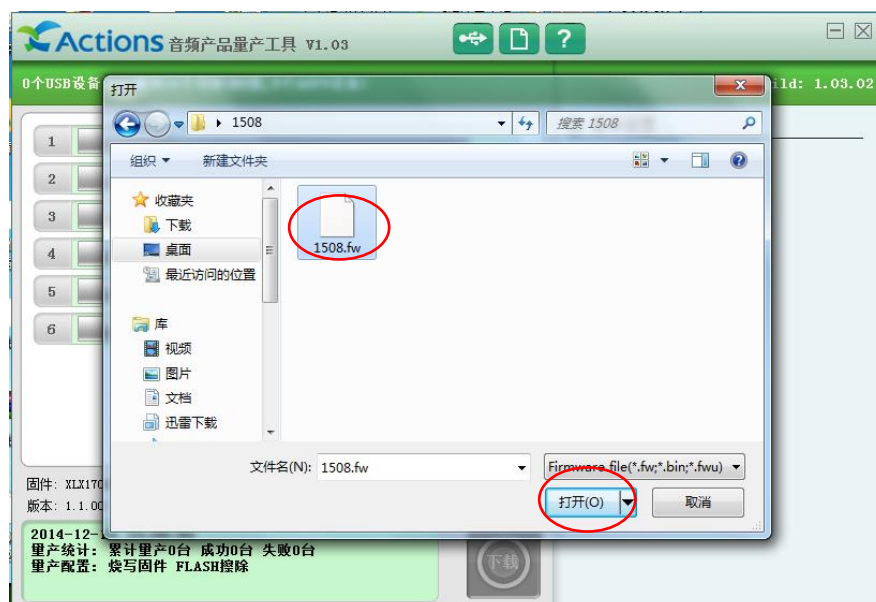 Actions 音频产品量产工具 V1.03
?
0个USB设备
ild: 1.03.02
打开
1508
搜索 1508
组织
新建文件夹
?
1
2
3
4
5
6
收藏夹
下载
桌面
最近访问的位置
库
视频
图片
文档
迅雷下载
1508.fw
文件名(N): 1508.fw
Firmware file(*.fw;*.bin;*.fwu)
打开(O)
取消
固件: XLX170
版本: 1.1.00
2014-12-
量产统计: 累计量产0台 成功0台 失败0台
量产配置: 烧写固件 FLASH擦除
下载